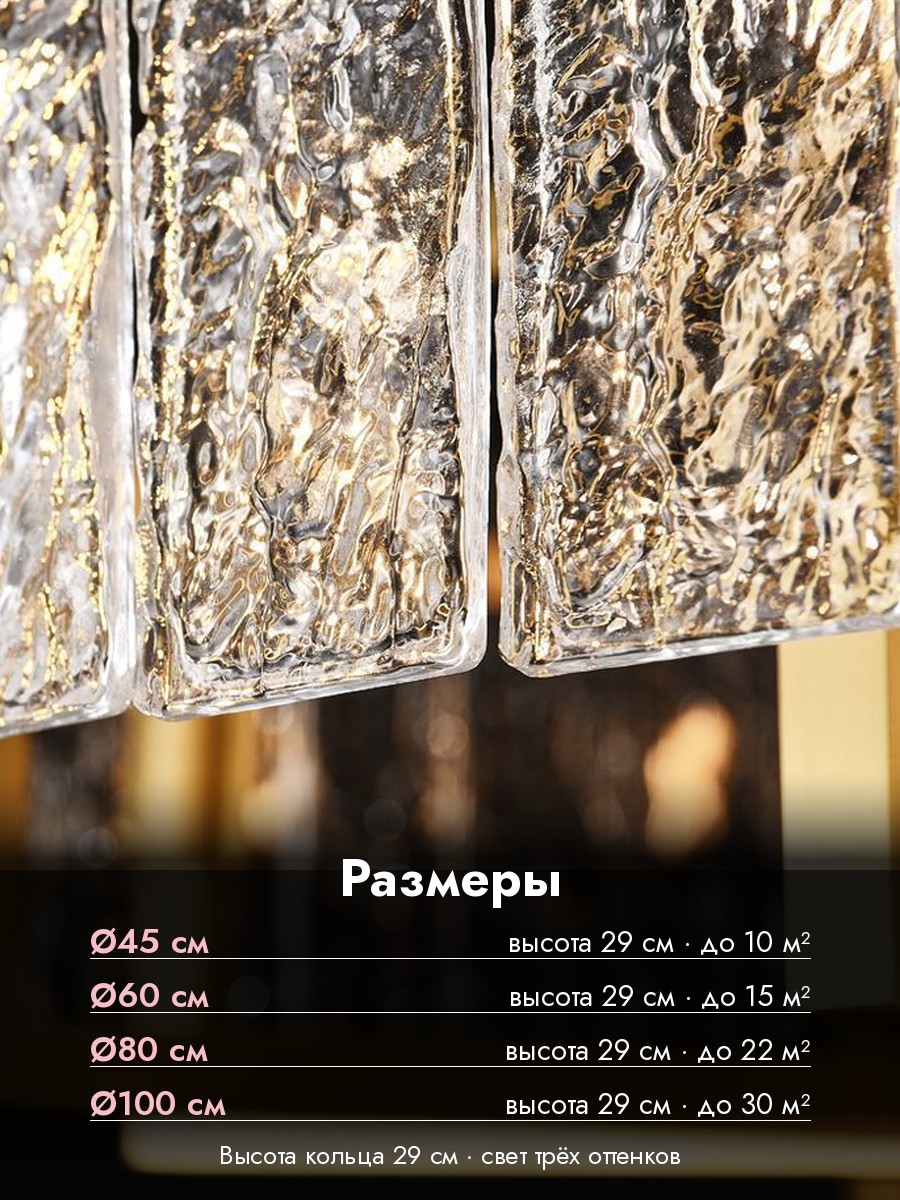 Размеры
Ø45 см высота 29 см · до 10 м²
Ø60 см высота 29 см · до 15 м²
Ø80 см высота 29 см · до 22 м²
Ø100 см высота 29 см · до 30 м²
Высота кольца 29 см · свет трёх оттенков